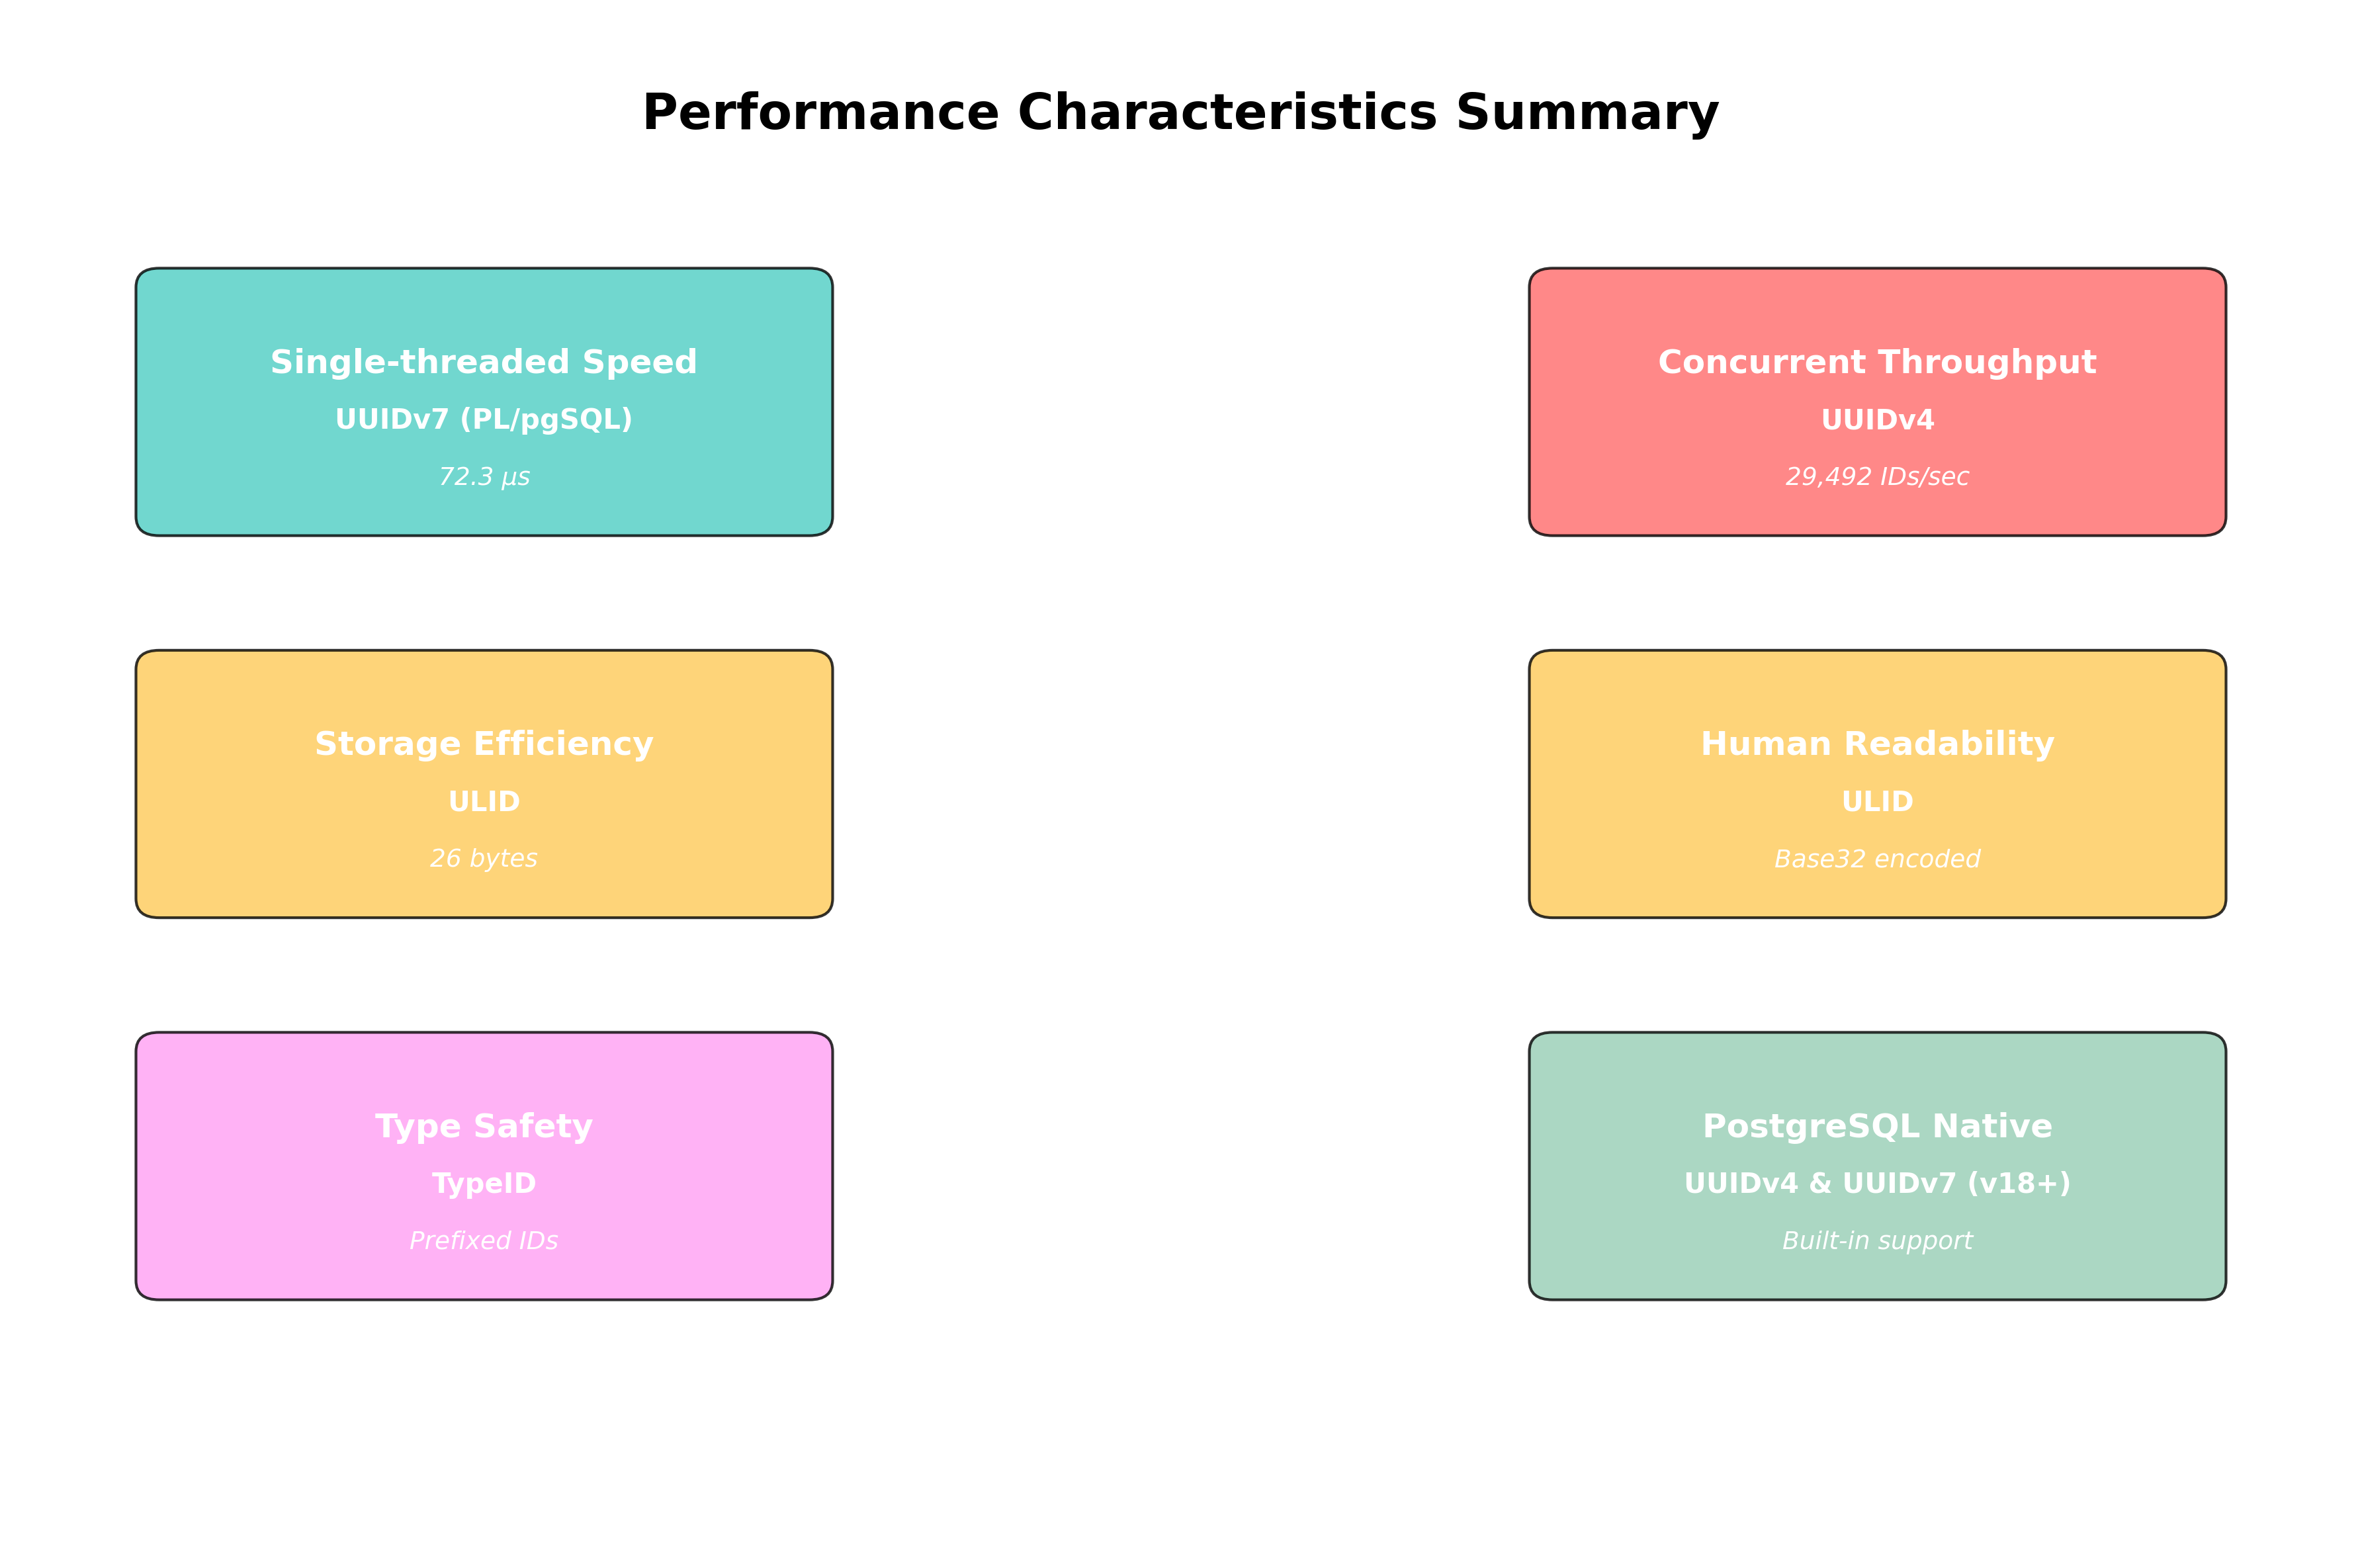 Performance Characteristics Summary
Single-threaded Speed
UUIDv7 (PL/pgSQL)
72.3 μs
Concurrent Throughput
UUIDv4
29,492 IDs/sec
Storage Efficiency
ULID
26 bytes
Human Readability
ULID
Base32 encoded
Type Safety
TypeID
Prefixed IDs
PostgreSQL Native
UUIDv4 & UUIDv7 (v18+)
Built-in support